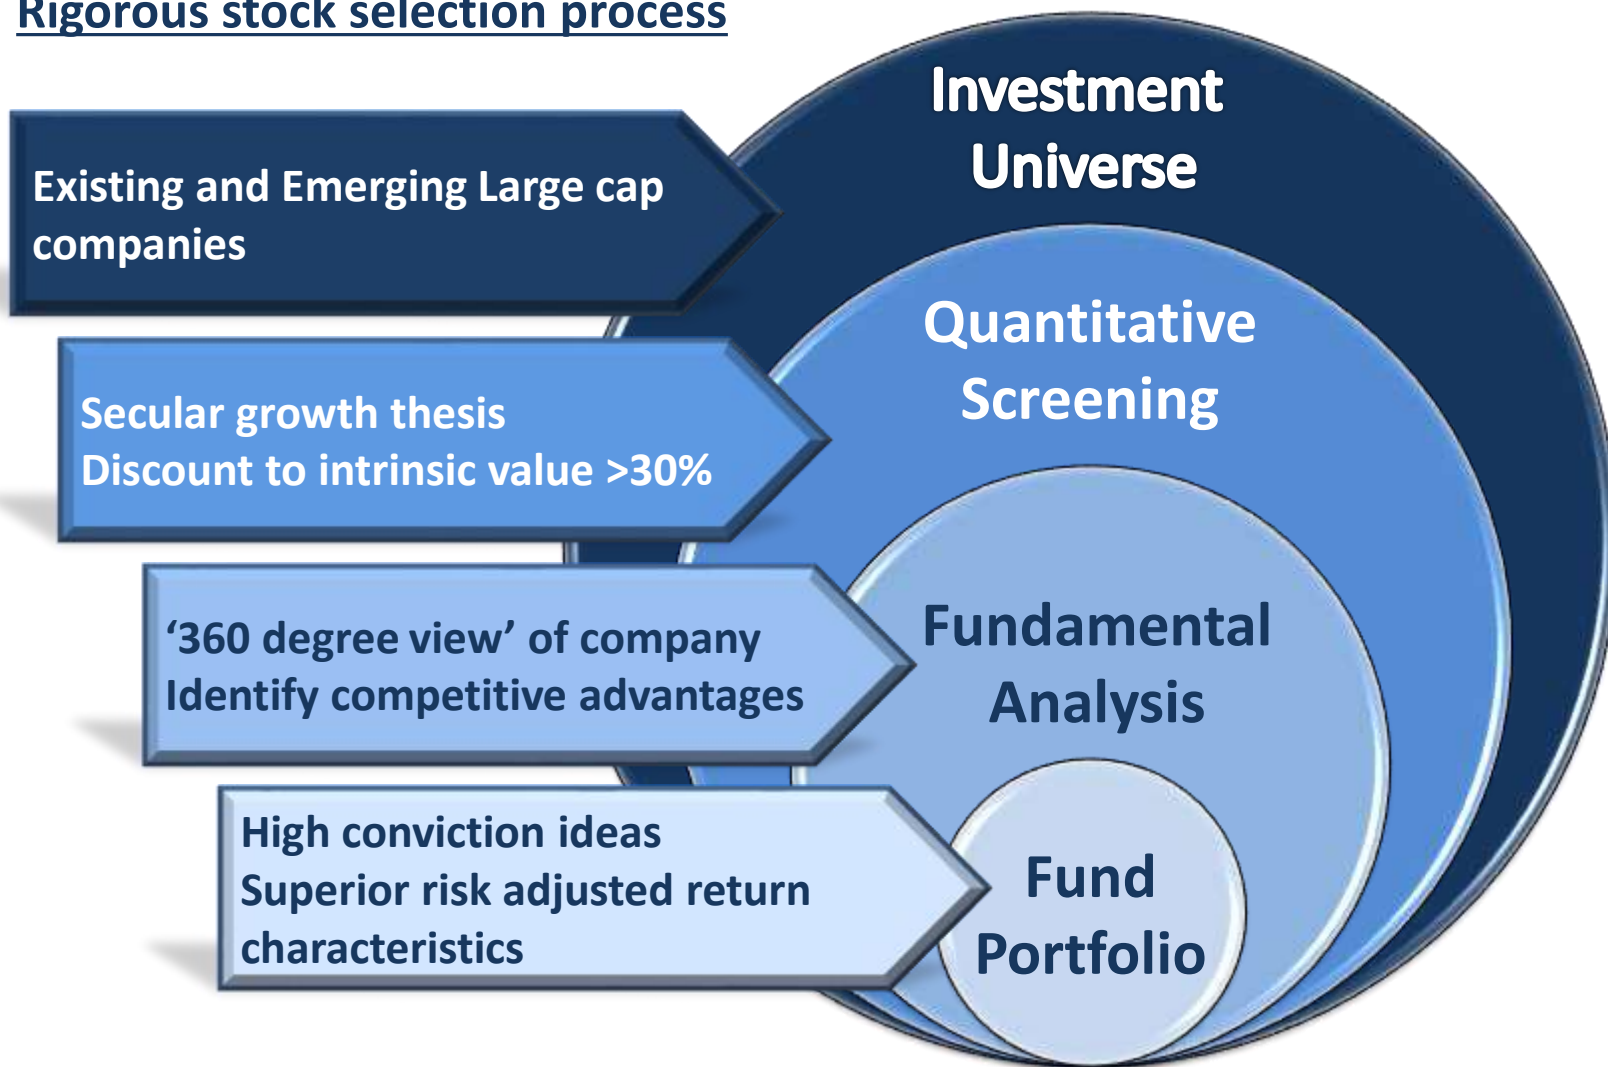 Rigorous stock selection process
Existing and Emerging Large cap
companies
Secular growth thesis
Discount to intrinsic value >30%
‘360 degree view’ of company
Identify competitive advantages
High conviction ideas
Superior risk adjusted return
characteristics
Investment
Universe
Quantitative
Screening
Fundamental
Analysis
Fund
Portfolio